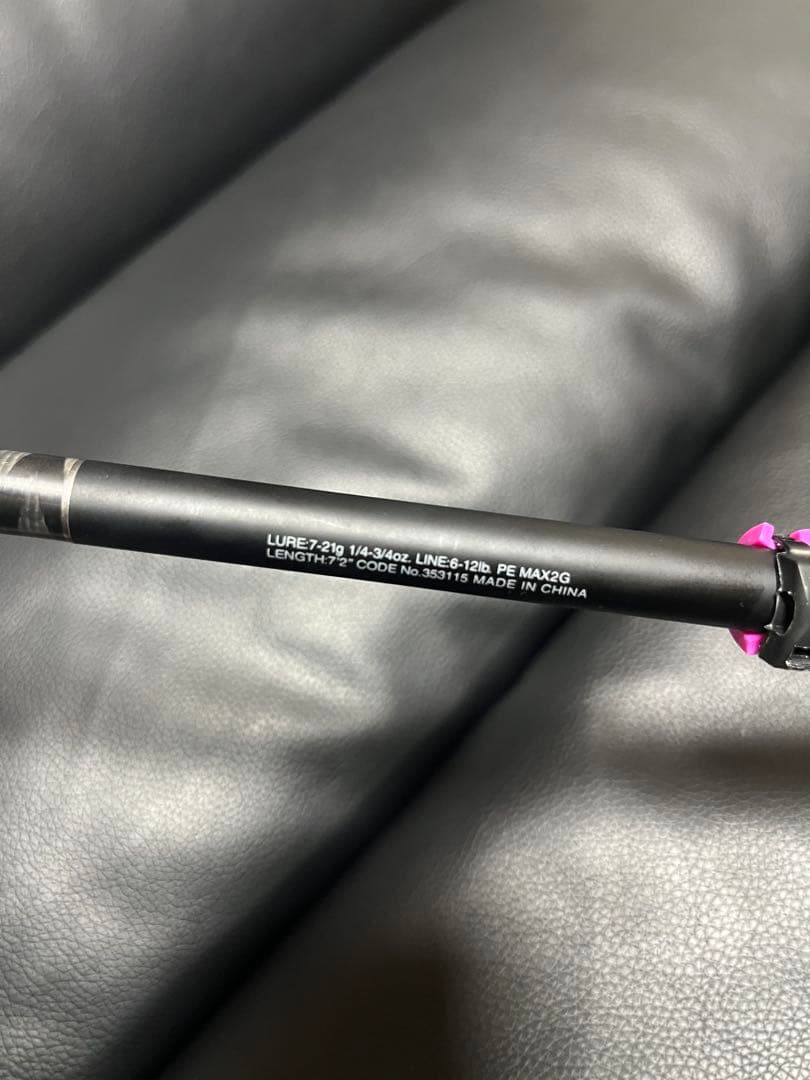 LURE:7-21g 1/4-3/4oz. LINE:6-12lb. PE MAX2G
LENGTH:7'2" CODE No.353115 MADE IN CHINA